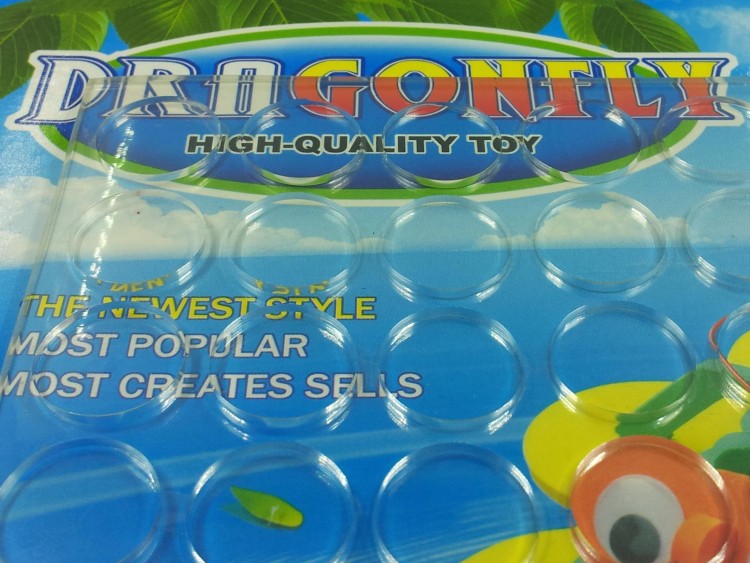 DRAGONFLY
HIGH-QUALITY TOY
THE NEWEST STYLE
MOST POPULAR
MOST CREATES SELLS